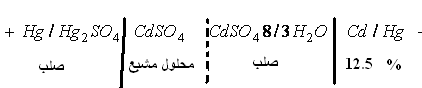 + Hg / Hg₂SO₄ CdSO₄ CdSO₄ 8/3 H₂O Cd / Hg -
صلب محلول مشبع صلب 12.5 %